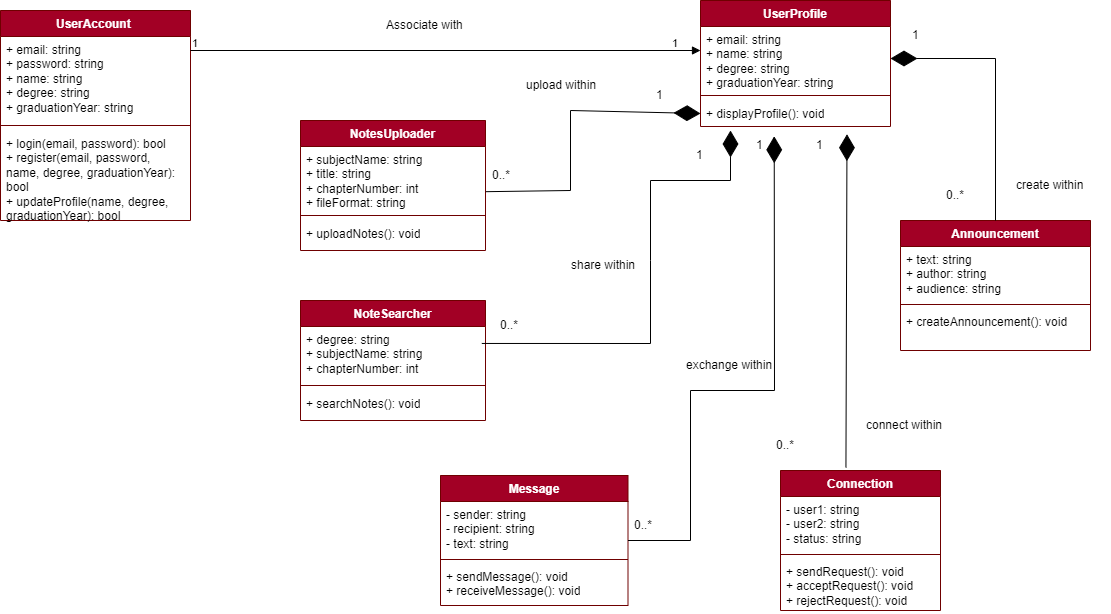 UserAccount
+ email: string
+ password: string
+ name: string
+ degree: string
+ graduationYear: string
+ login(email, password): bool
+ register(email, password,
name, degree, graduationYear):
bool
+ updateProfile(name, degree,
graduationYear): bool
1
Associate with
1
UserProfile
+ email: string
+ name: string
+ degree: string
+ graduationYear: string
+ displayProfile(): void
1
upload within
1
NotesUploader
+ subjectName: string
+ title: string
+ chapterNumber: int
+ fileFormat: string
+ uploadNotes(): void
0..*
1
1
1
0..*
create within
Announcement
+ text: string
+ author: string
+ audience: string
+ createAnnouncement(): void
share within
NoteSearcher
+ degree: string
+ subjectName: string
+ chapterNumber: int
+ searchNotes(): void
0..*
exchange within
connect within
0..*
Message
- sender: string
- recipient: string
- text: string
+ sendMessage(): void
+ receiveMessage(): void
0..*
Connection
- user1: string
- user2: string
- status: string
+ sendRequest(): void
+ acceptRequest(): void
+ rejectRequest(): void